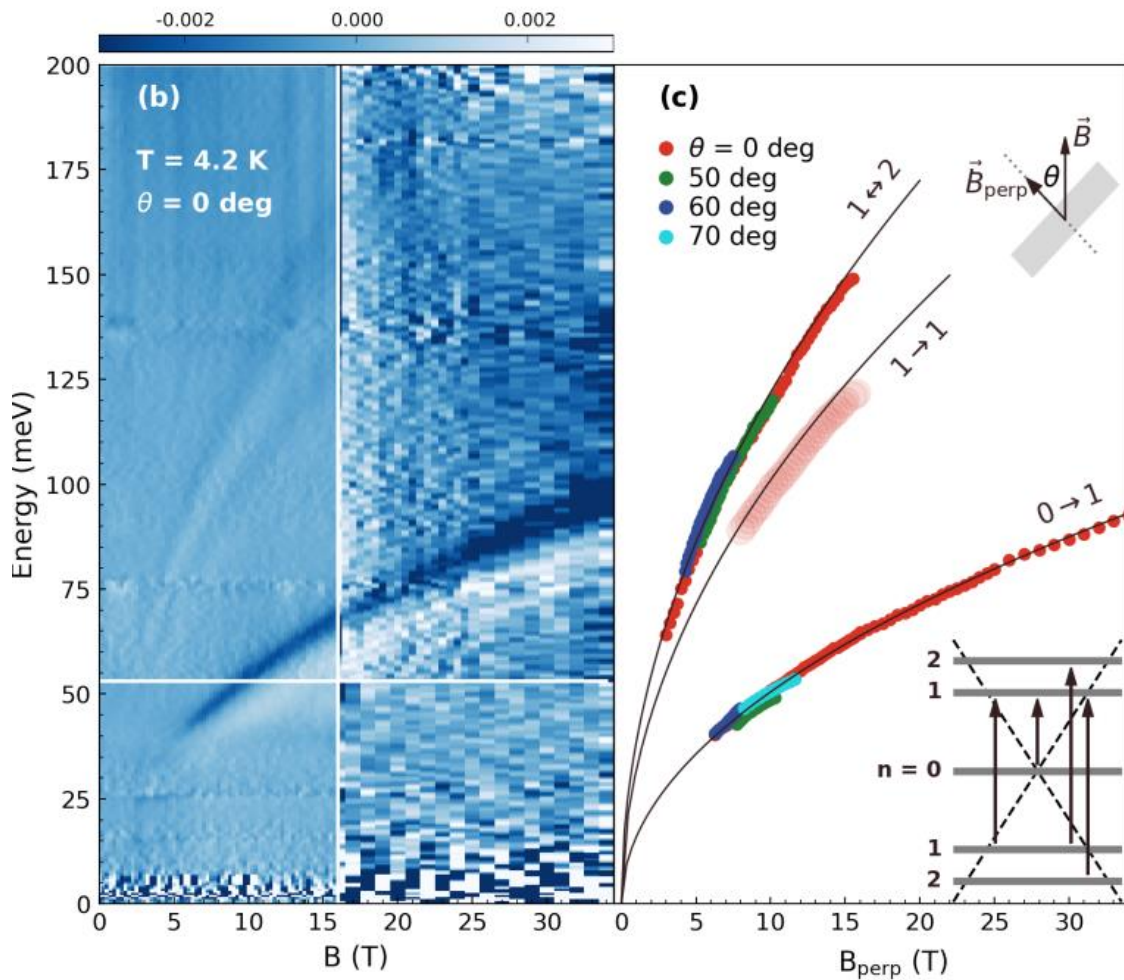 -0.002 0.000 0.002
(b)
T = 4.2 K
θ = 0 deg
200
175
150
125
100
75
50
25
0
Energy (meV)
0 5 10 15 20 25 30
B (T)
(c)
θ = 0 deg
50 deg
60 deg
70 deg
1↔2
1→1
0→1
B⃗
B⃗perp
θ
2
1
n = 0
1
2
0 5 10 15 20 25 30
Bperp (T)